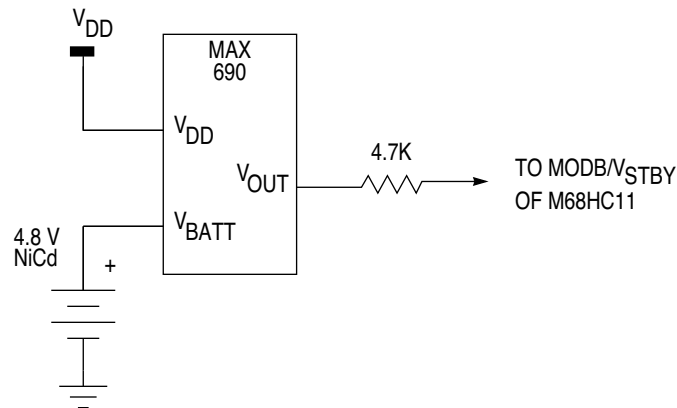 VDD
MAX
690
VDD
4.7K
VOUT
TO MODB/VSTBY
OF M68HC11
VBATT
4.8 V
NiCd
+